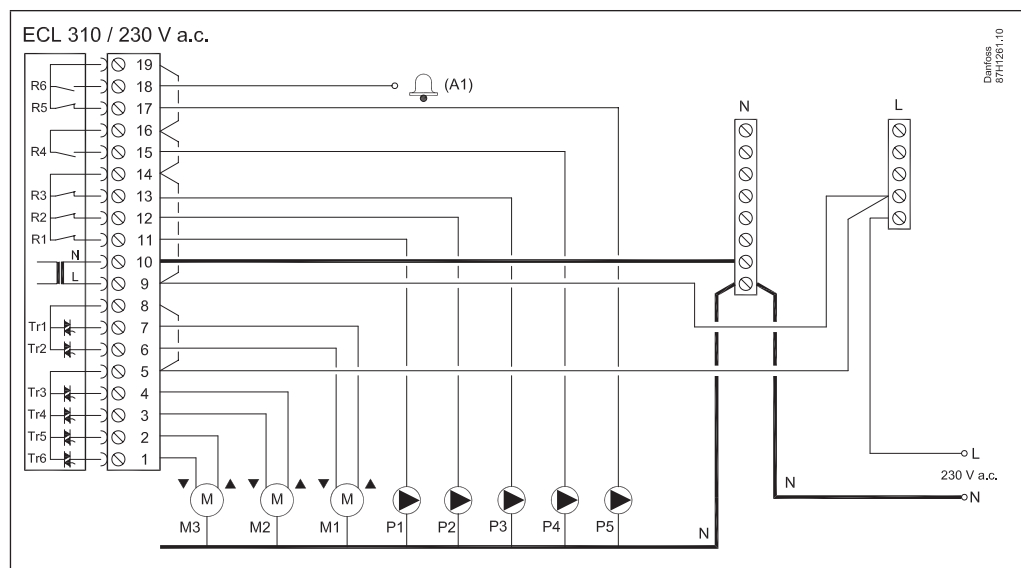 ECL 310 / 230 V a.c.
Danfoss
87H1261.10
19
R6 18 (A1)
R5 17
N L
16
R4 15
14
R3 13
R2 12
R1 11
N 10
L 9
8
Tr1 7
Tr2 6
5
Tr3 4
Tr4 3
Tr5 2
Tr6 1
L
230 V a.c.
N N
M M M
M3 M2 M1 P1 P2 P3 P4 P5 N